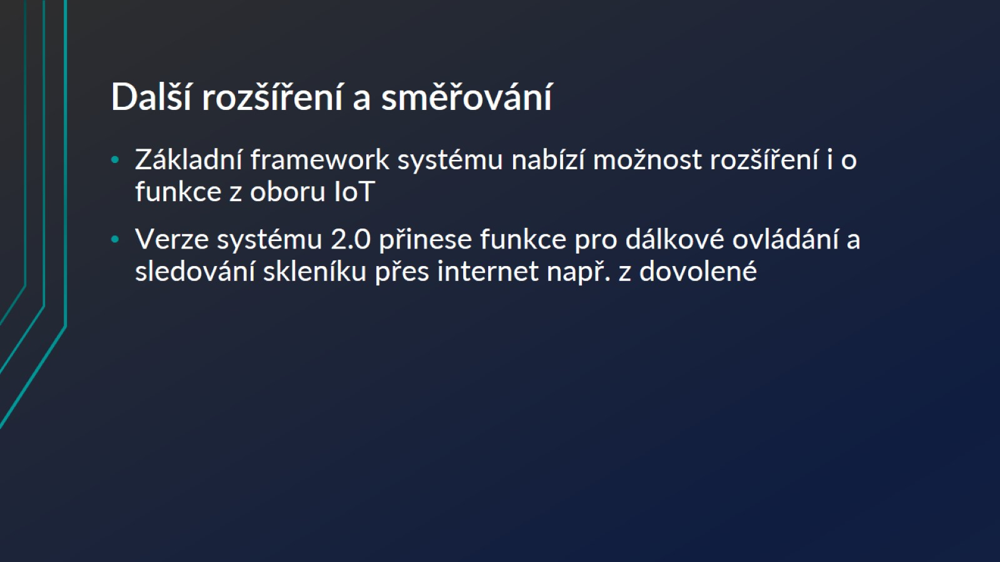 Další rozšíření a směřování
• Základní framework systému nabízí možnost rozšíření i o
funkce z oboru IoT
• Verze systému 2.0 přinese funkce pro dálkové ovládání a
sledování skleníku přes internet např. z dovolené